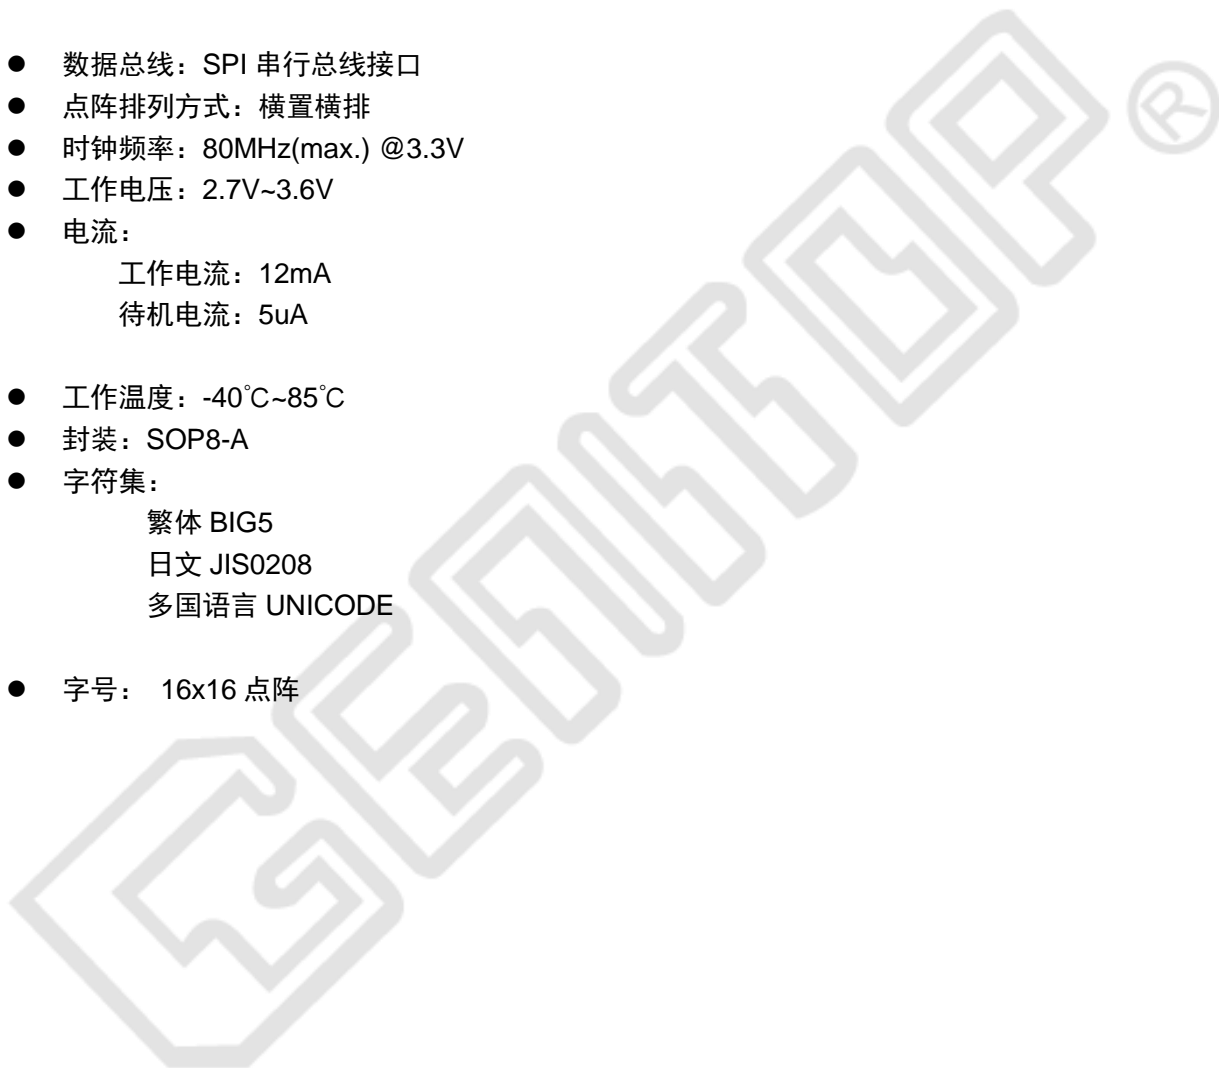 ● 数据总线：SPI 串行总线接口
● 点阵排列方式：横置横排
● 时钟频率：80MHz(max.) @3.3V
● 工作电压：2.7V~3.6V
● 电流：
工作电流：12mA
待机电流：5uA
● 工作温度：-40℃~85℃
● 封装：SOP8-A
● 字符集：
繁体 BIG5
日文 JIS0208
多国语言 UNICODE
● 字号： 16x16 点阵
GENITOP®